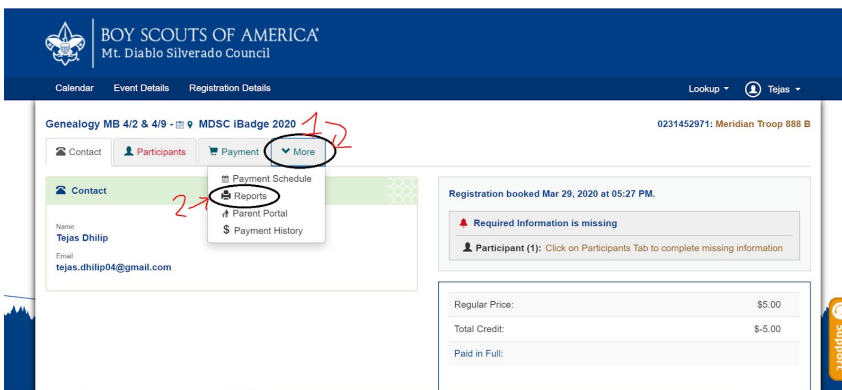 BOY SCOUTS OF AMERICA®
Mt. Diablo Silverado Council
Calendar Event Details Registration Details Lookup Tejas
Genealogy MB 4/2 & 4/9 - MDSC iBadge 2020 0231452971: Meridian Troop 888 B
1
Contact Participants Payment More
Payment Schedule
2 Reports
Parent Portal
$ Payment History
Contact
Name
Tejas Dhilip
Email
tejas.dhilip04@gmail.com
Registration booked Mar 29, 2020 at 05:27 PM.
Required Information is missing
Participant (1): Click on Participants Tab to complete missing information
Regular Price: $5.00
Total Credit: $-5.00
Paid in Full:
Support